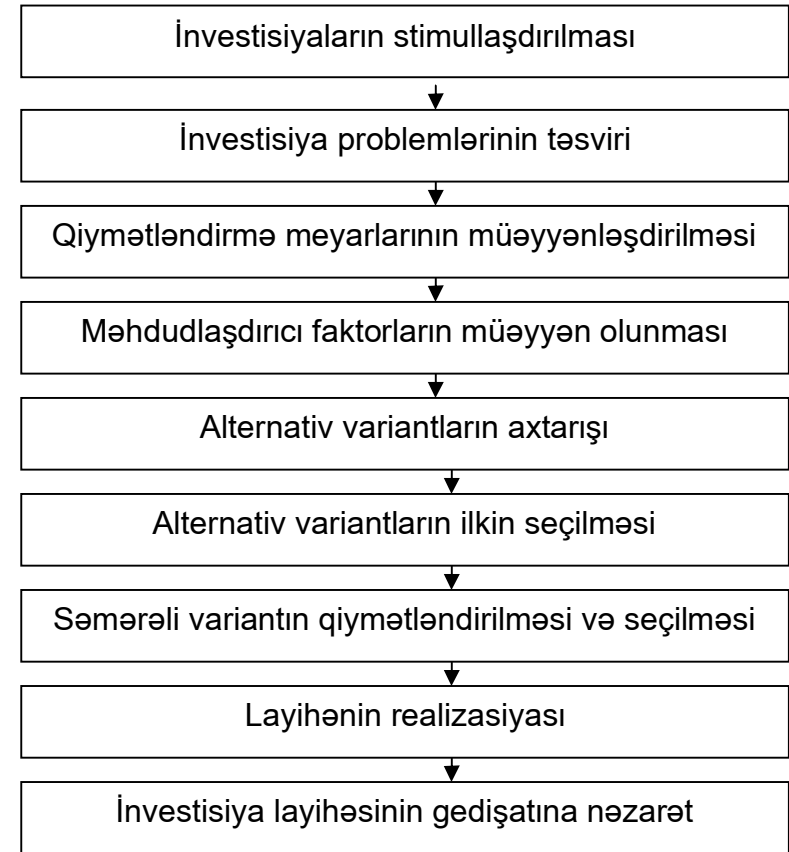 İnvestisiyaların stimullaşdırılması
İnvestisiya problemlərinin təsviri
Qiymətləndirmə meyarlarının müəyyənləşdirilməsi
Məhdudlaşdırıcı faktorların müəyyən olunması
Alternativ variantların axtarışı
Alternativ variantların ilkin seçilməsi
Səmərəli variantın qiymətləndirilməsi və seçilməsi
Layihənin realizasiyası
İnvestisiya layihəsinin gedişatına nəzarət